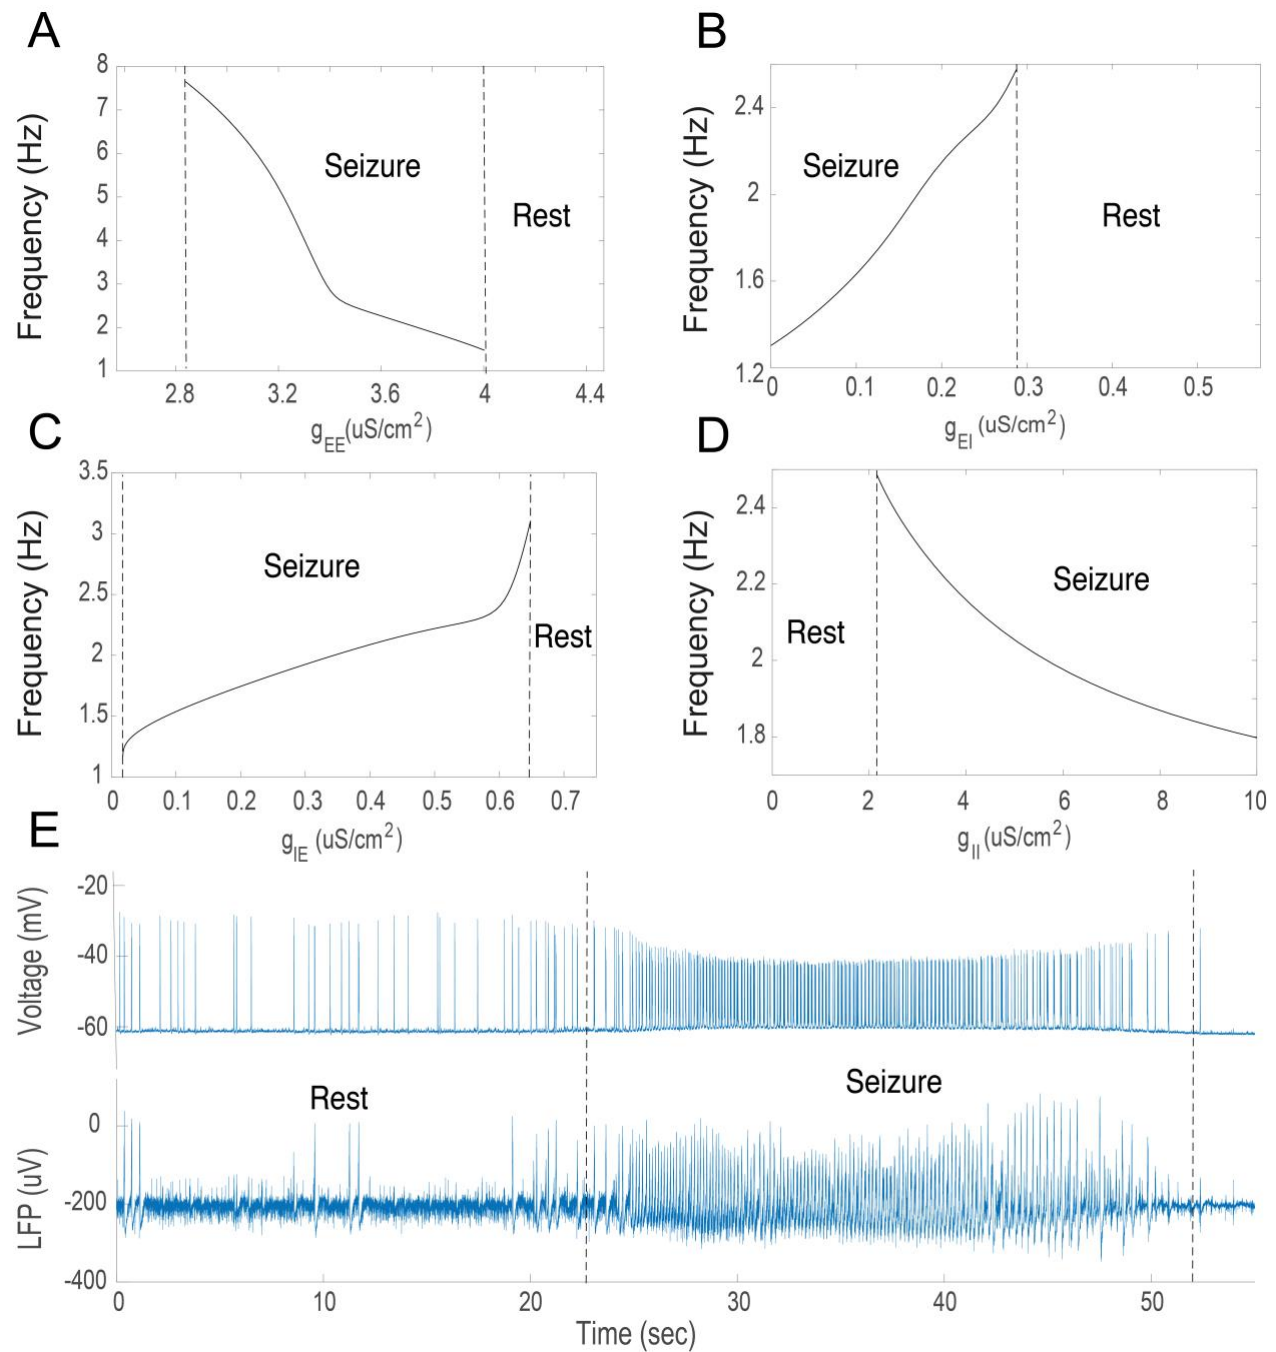 A
8
7
6
5
4
3
2
1
Frequency (Hz)
Seizure
Rest
2.8 3.2 3.6 4 4.4
gEE(uS/cm2)
B
2.4
2
1.6
1.2
Frequency (Hz)
Seizure
Rest
0 0.1 0.2 0.3 0.4 0.5
gEI (uS/cm2)
C
3.5
3
2.5
2
1.5
1
Frequency (Hz)
Seizure
Rest
0 0.1 0.2 0.3 0.4 0.5 0.6 0.7
gIE (uS/cm2)
D
2.4
2.2
2
1.8
Frequency (Hz)
Rest
Seizure
0 2 4 6 8 10
gII(uS/cm2)
E
-20
-40
-60
Voltage (mV)
Rest
Seizure
0
-200
-400
LFP (uV)
0 10 20 30 40 50
Time (sec)